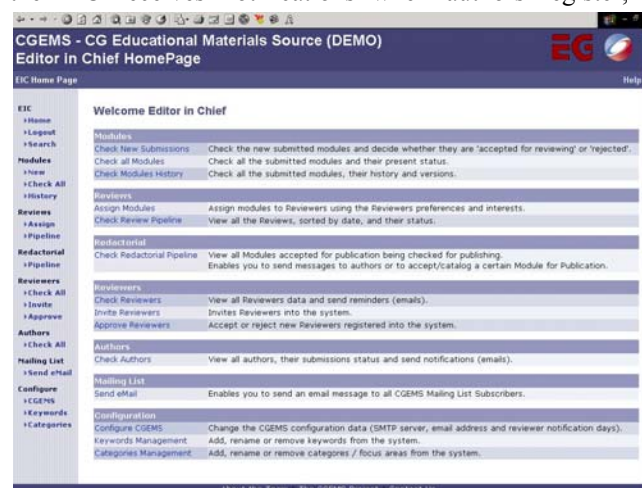 CGEMS - CG Educational Materials Source (DEMO)
Editor in Chief HomePage
EG
EIC Home Page
Help
EIC
Home
Logout
Search
Modules
New
Check All
History
Reviews
Assign
Pipeline
Redactorial
Pipeline
Reviewers
Check All
Invite
Approve
Authors
Check All
Mailing List
Send eMail
Configure
CGEMS
Keywords
Categories
Welcome Editor in Chief
Modules
Check New Submissions Check the new submitted modules and decide whether they are 'accepted for reviewing' or 'rejected'.
Check all Modules Check all the submitted modules and their present status.
Check Modules History Check all the submitted modules, their history and versions.
Reviews
Assign Modules Assign modules to Reviewers using the Reviewers preferences and interests.
Check Review Pipeline View all the Reviews, sorted by date, and their status.
Redactorial
Check Redactorial Pipeline View all Modules accepted for publication being checked for publishing.
Enables you to send messages to authors or to accept/catalog a certain Module for Publication.
Reviewers
Check Reviewers View all Reviewers data and send reminders (emails).
Invite Reviewers Invites Reviewers into the system.
Approve Reviewers Accept or reject new Reviewers registered into the system.
Authors
Check Authors View all authors, their submissions status and send notifications (emails).
Mailing List
Send eMail Enables you to send an email message to all CGEMS Mailing List Subscribers.
Configuration
Configure CGEMS Change the CGEMS configuration data (SMTP server, email address and reviewer notification days).
Keywords Management Add, rename or remove keywords from the system.
Categories Management Add, rename or remove categores / focus areas from the system.